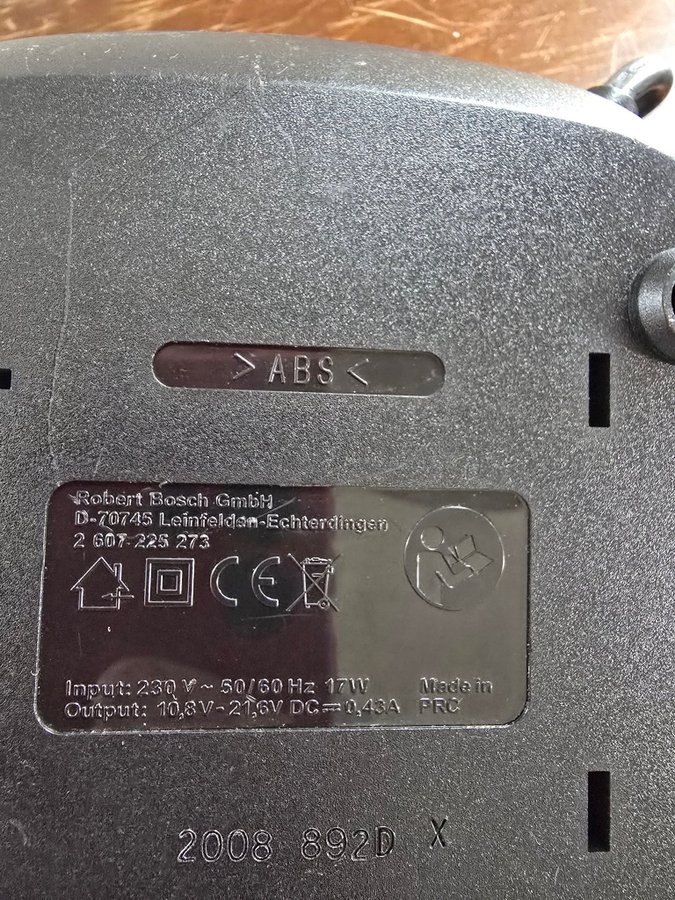 > ABS <
Robert Bosch GmbH
D-70745 Leinfelden-Echterdingen
2 607 225 273
CE
Input: 230 V ~ 50/60 Hz 17W
Output: 10,8V - 21,6V DC ⎓ 0,43A
Made in
PRC
2008 892D X